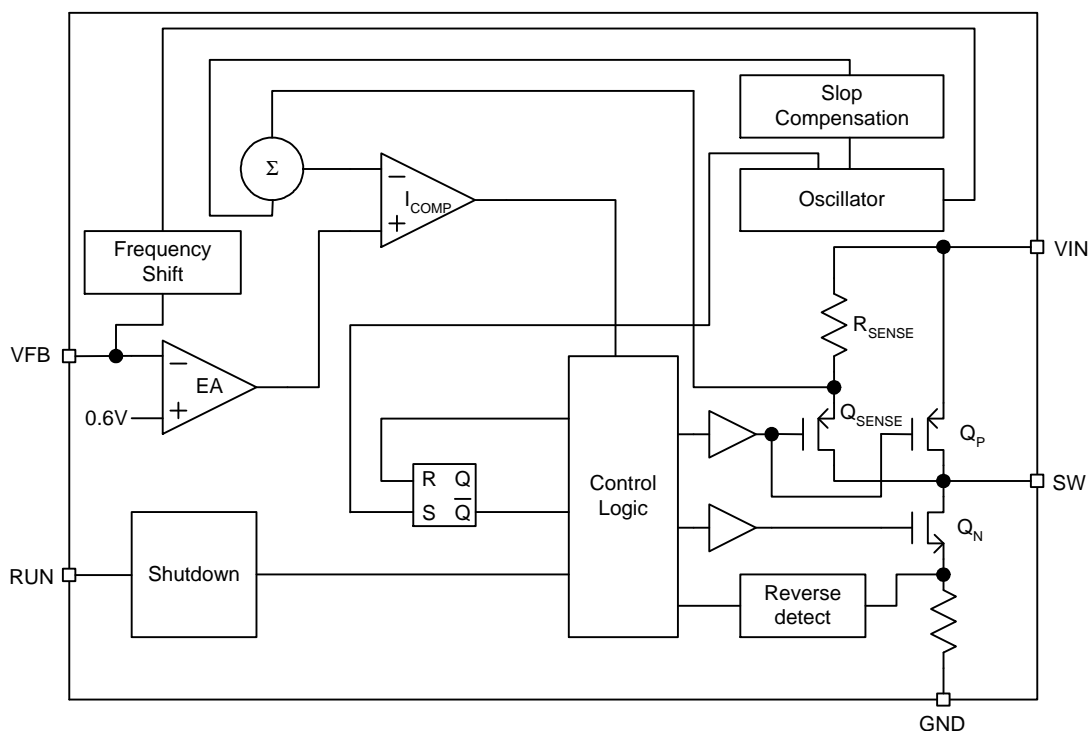 Slop
Compensation
Σ
−
I_COMP
+
Oscillator
Frequency
Shift
VIN
R_SENSE
VFB
−
EA
0.6V
+
Q_SENSE
Q_P
R Q
S Q̅
Control
Logic
SW
Q_N
RUN
Shutdown
Reverse
detect
GND